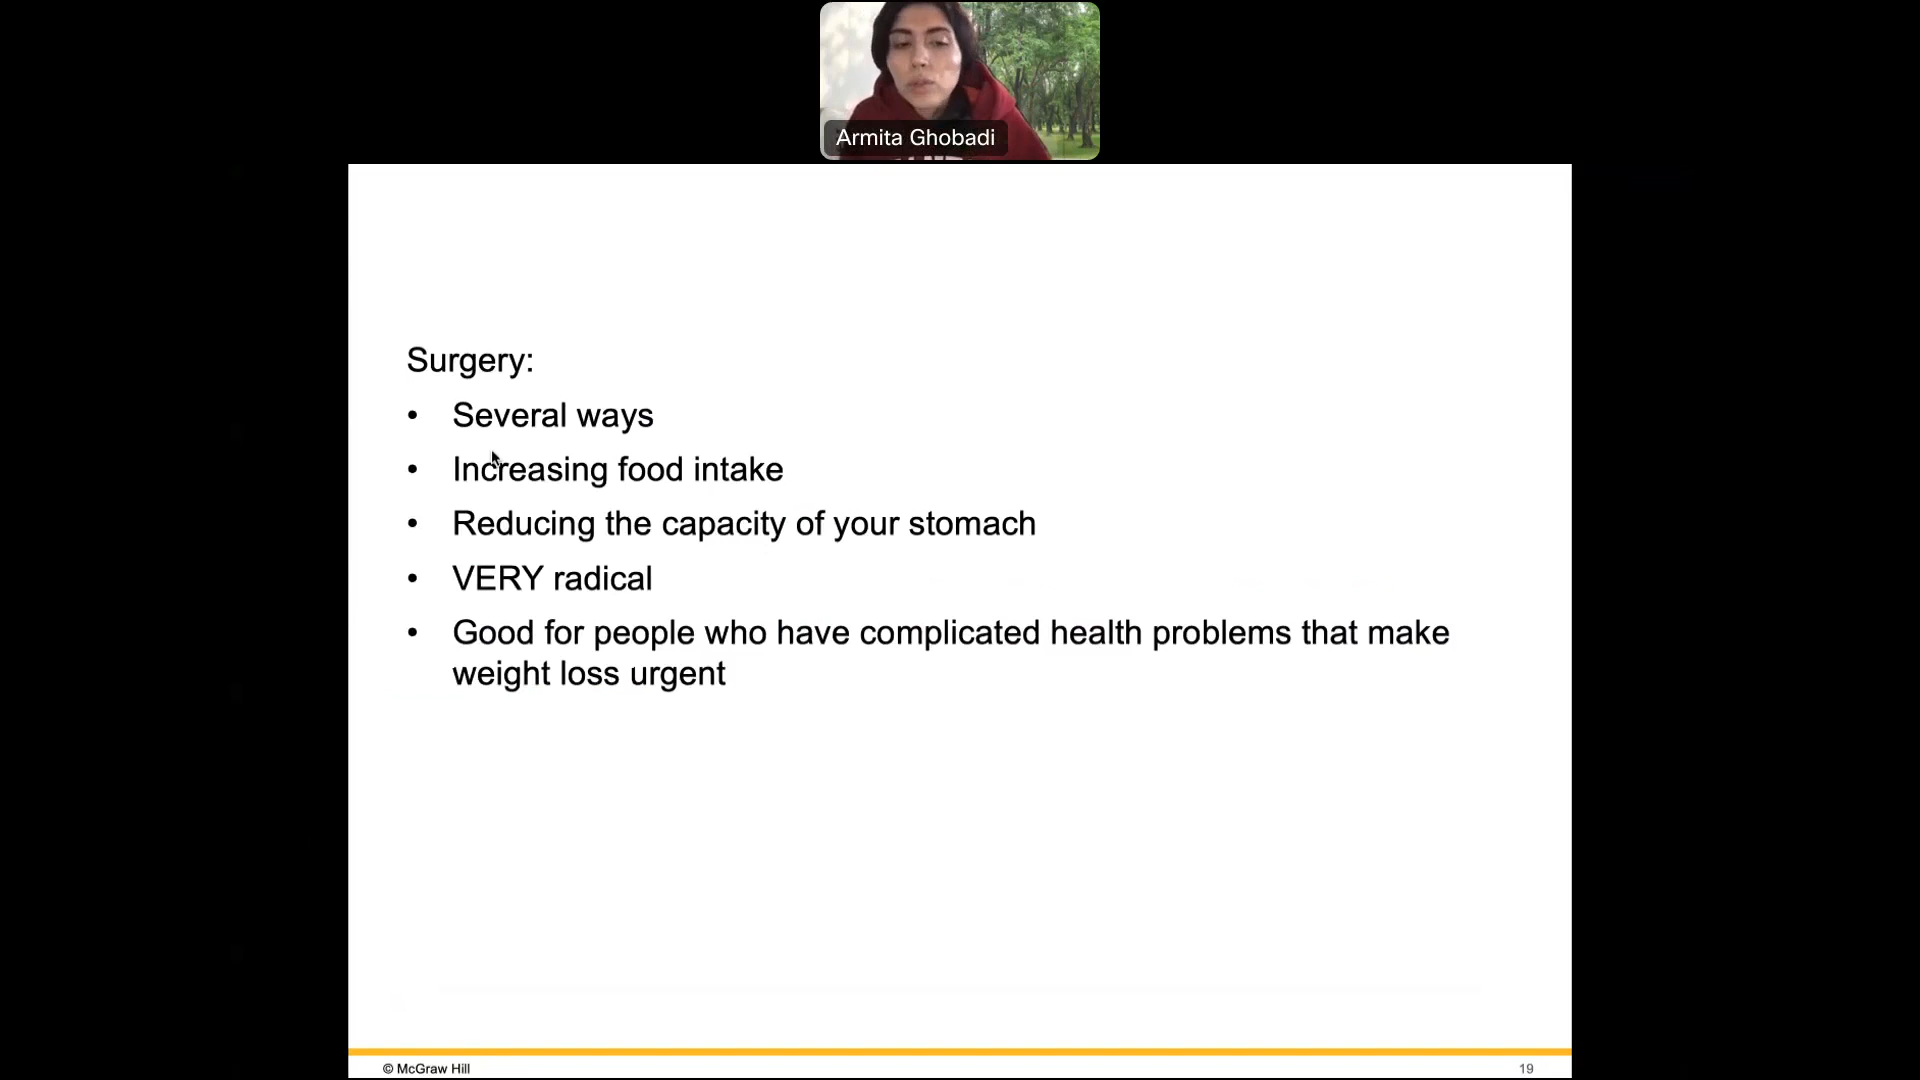 Armita Ghobadi
Surgery:
• Several ways
• Increasing food intake
• Reducing the capacity of your stomach
• VERY radical
• Good for people who have complicated health problems that make
weight loss urgent
© McGraw Hill
19